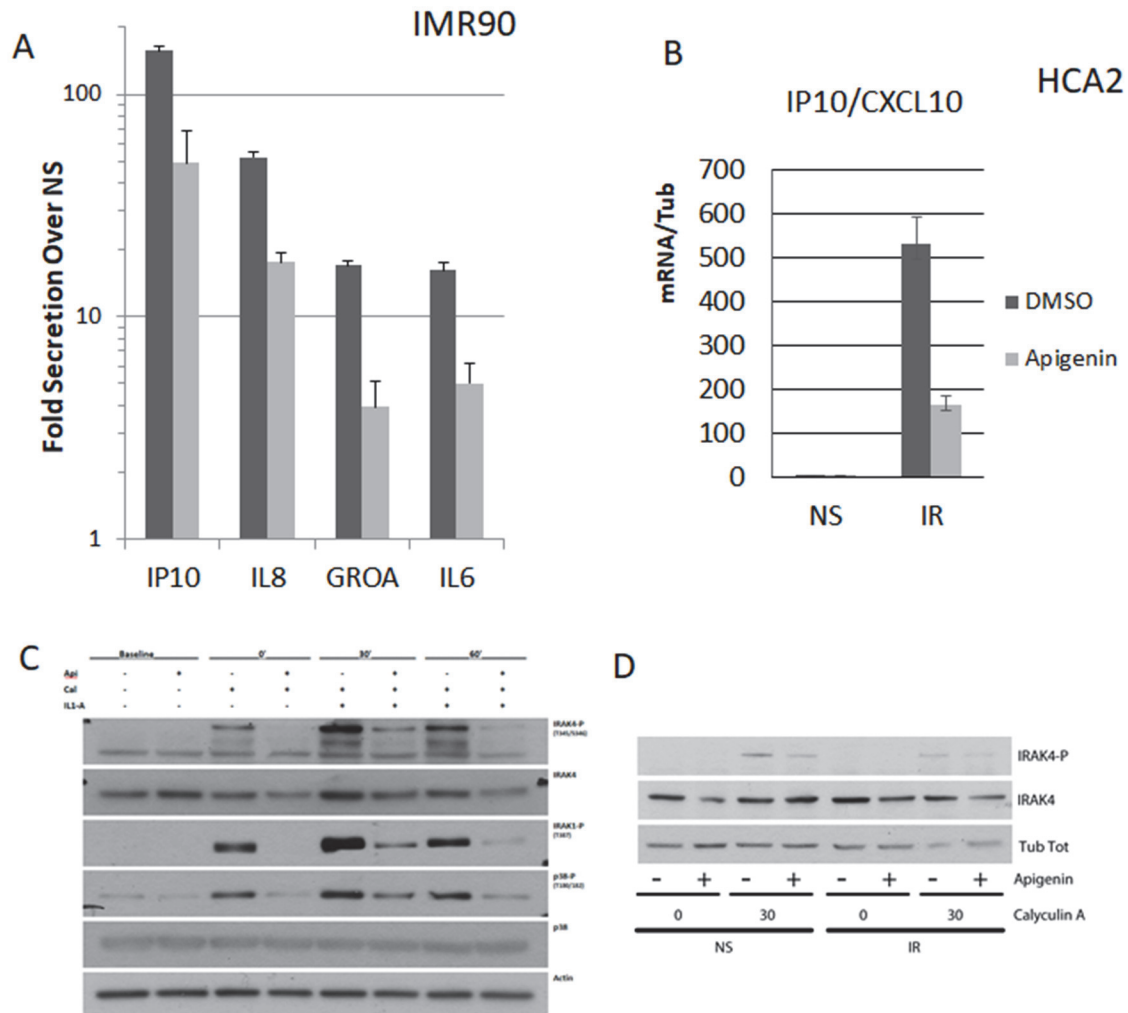 A
IMR90
Fold Secretion Over NS
100
10
1
IP10 IL8 GROA IL6
B
HCA2
IP10/CXCL10
mRNA/Tub
700
600
500
400
300
200
100
0
NS IR
DMSO
Apigenin
C
Baseline 0' 30' 60'
Api - + - + - + - +
Cal - - + + + + + +
IL1-A - - - - + + + +
IRAK4-P
(T345/S346)
IRAK4
IRAK1-P
(T387)
p38-P
(T180/182)
p38
Actin
D
IRAK4-P
IRAK4
Tub Tot
- + - + - + - + Apigenin
0 30 0 30 Calyculin A
NS IR